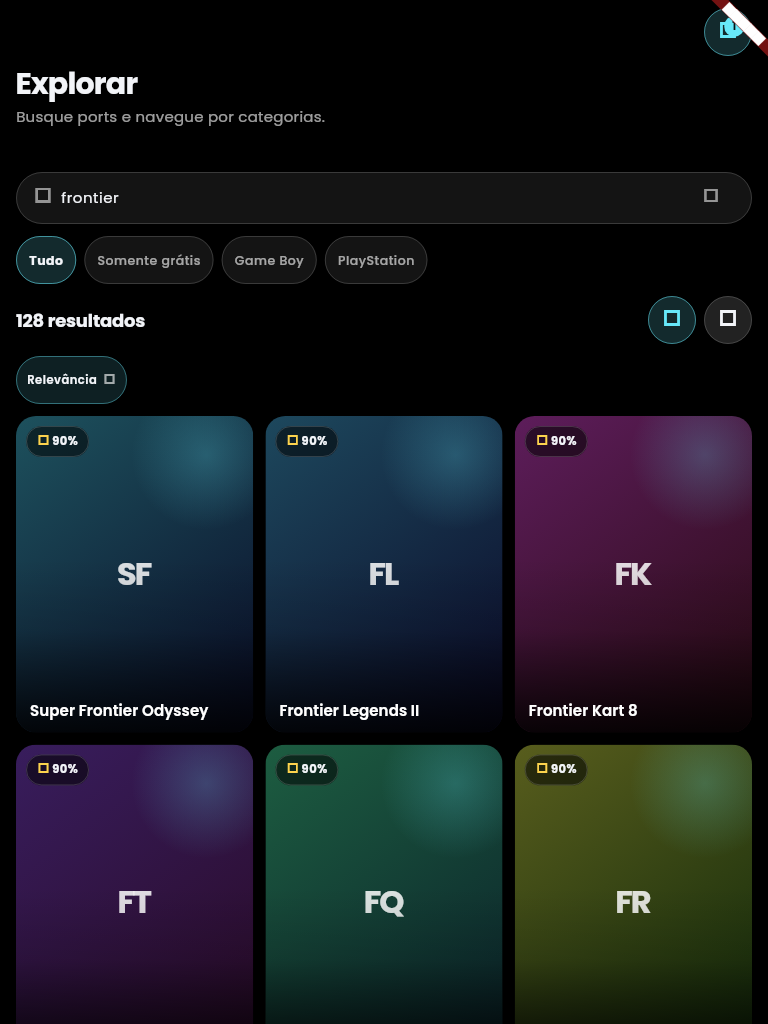 Explorar
Busque ports e navegue por categorias.
frontier
Tudo Somente grátis Game Boy PlayStation
128 resultados
Relevância
90% 90% 90%
SF FL FK
Super Frontier Odyssey Frontier Legends II Frontier Kart 8
90% 90% 90%
FT FQ FR